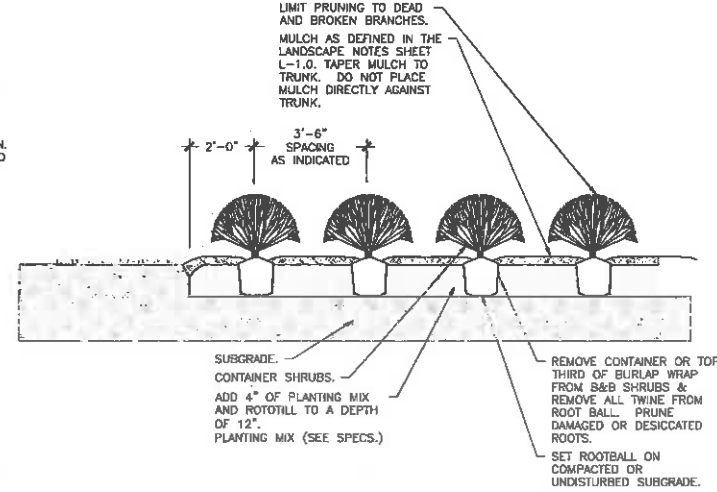 LIMIT PRUNING TO DEAD
AND BROKEN BRANCHES.
MULCH AS DEFINED IN THE
LANDSCAPE NOTES SHEET
L-1.0. TAPER MULCH TO
TRUNK. DO NOT PLACE
MULCH DIRECTLY AGAINST
TRUNK.
2'-0"
3'-6"
SPACING
AS INDICATED
SUBGRADE.
CONTAINER SHRUBS.
ADD 4" OF PLANTING MIX
AND ROTOTILL TO A DEPTH
OF 12".
PLANTING MIX (SEE SPECS.)
REMOVE CONTAINER OR TOP
THIRD OF BURLAP WRAP
FROM B&B SHRUBS &
REMOVE ALL TWINE FROM
ROOT BALL. PRUNE
DAMAGED OR DESICCATED
ROOTS.
SET ROOTBALL ON
COMPACTED OR
UNDISTURBED SUBGRADE.